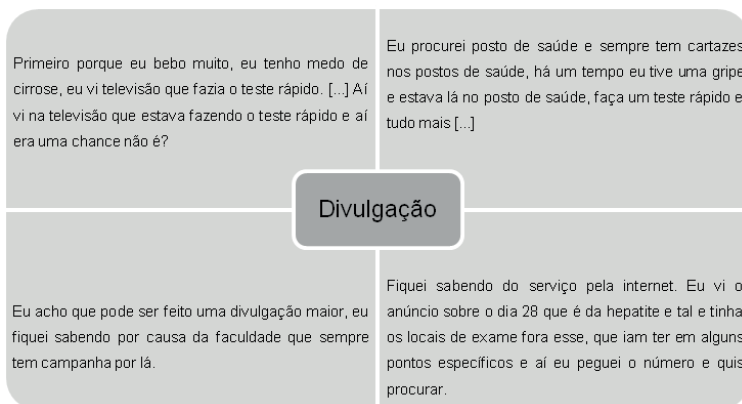 Primeiro porque eu bebo muito, eu tenho medo de
cirrose, eu vi televisão que fazia o teste rápido. [...] Aí
vi na televisão que estava fazendo o teste rápido e aí
era uma chance não é?
Eu procurei posto de saúde e sempre tem cartazes
nos postos de saúde, há um tempo eu tive uma gripe
e estava lá no posto de saúde, faça um teste rápido e
tudo mais [...]
Divulgação
Eu acho que pode ser feito uma divulgação maior, eu
fiquei sabendo por causa da faculdade que sempre
tem campanha por lá.
Fiquei sabendo do serviço pela internet. Eu vi o
anúncio sobre o dia 28 que é da hepatite e tal e tinha
os locais de exame fora esse, que iam ter em alguns
pontos específicos e aí eu peguei o número e quis
procurar.